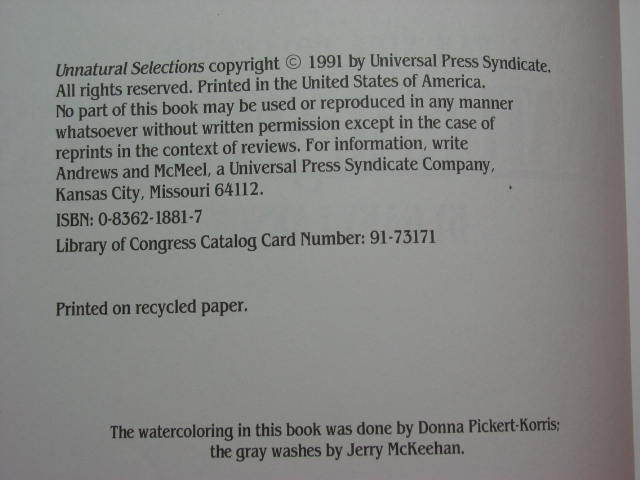 Unnatural Selections copyright © 1991 by Universal Press Syndicate.
All rights reserved. Printed in the United States of America.
No part of this book may be used or reproduced in any manner
whatsoever without written permission except in the case of
reprints in the context of reviews. For information, write
Andrews and McMeel, a Universal Press Syndicate Company,
Kansas City, Missouri 64112.
ISBN: 0-8362-1881-7
Library of Congress Catalog Card Number: 91-73171
Printed on recycled paper.
The watercoloring in this book was done by Donna Pickert-Korris;
the gray washes by Jerry McKeehan.